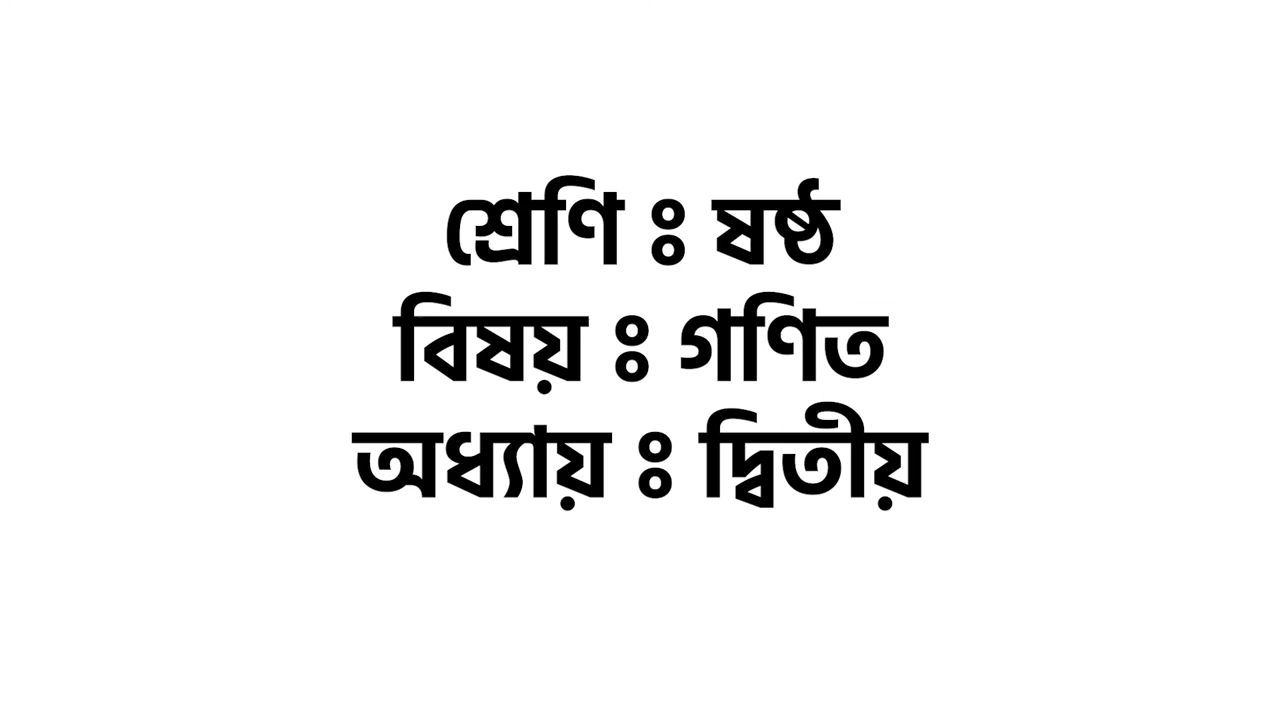 শ্রেণি ঃ ষষ্ঠ
বিষয় ঃ গণিত
অধ্যায় ঃ দ্বিতীয়